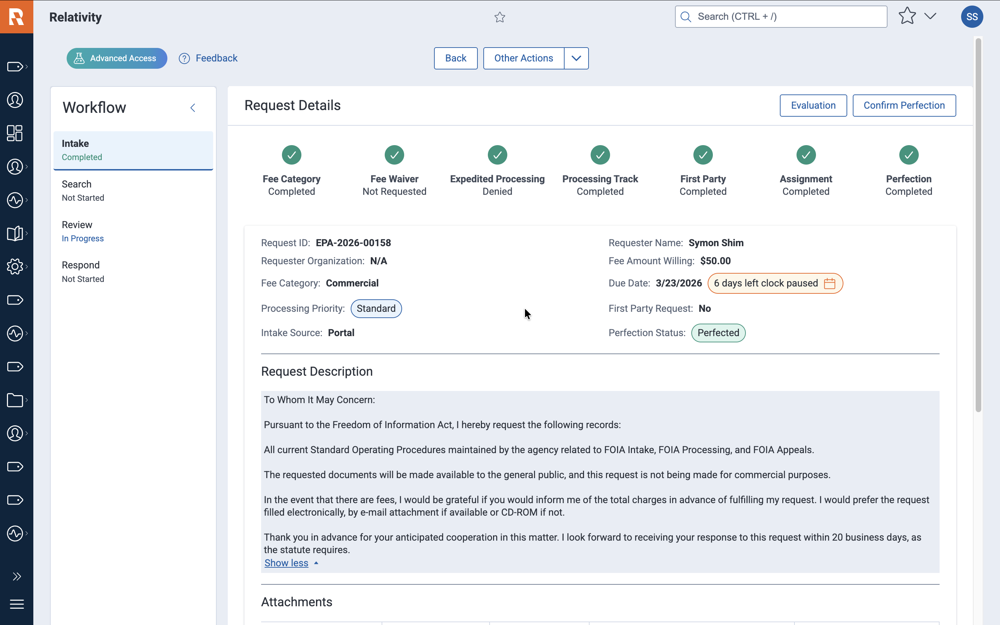 Relativity
Search (CTRL + /)
SS
Advanced Access
? Feedback
Back
Other Actions
Workflow
Intake
Completed
Search
Not Started
Review
In Progress
Respond
Not Started
Request Details
Evaluation
Confirm Perfection
Fee Category
Completed
Fee Waiver
Not Requested
Expedited Processing
Denied
Processing Track
Completed
First Party
Completed
Assignment
Completed
Perfection
Completed
Request ID: EPA-2026-00158
Requester Name: Symon Shim
Requester Organization: N/A
Fee Amount Willing: $50.00
Fee Category: Commercial
Due Date: 3/23/2026 6 days left clock paused
Processing Priority: Standard
First Party Request: No
Intake Source: Portal
Perfection Status: Perfected
Request Description
To Whom It May Concern:
Pursuant to the Freedom of Information Act, I hereby request the following records:
All current Standard Operating Procedures maintained by the agency related to FOIA Intake, FOIA Processing, and FOIA Appeals.
The requested documents will be made available to the general public, and this request is not being made for commercial purposes.
In the event that there are fees, I would be grateful if you would inform me of the total charges in advance of fulfilling my request. I would prefer the request
filled electronically, by e-mail attachment if available or CD-ROM if not.
Thank you in advance for your anticipated cooperation in this matter. I look forward to receiving your response to this request within 20 business days, as
the statute requires.
Show less
Attachments